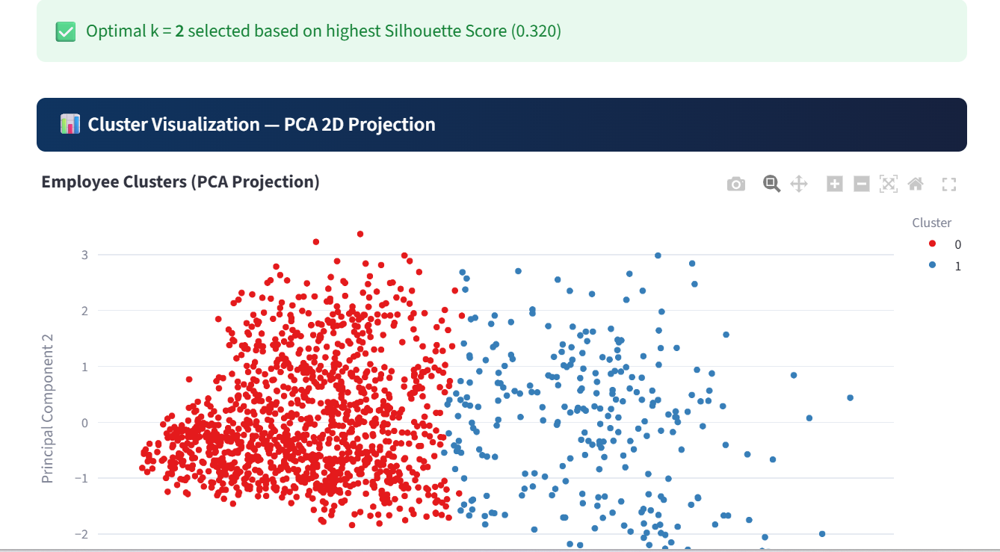 Optimal k = 2 selected based on highest Silhouette Score (0.320)
Cluster Visualization — PCA 2D Projection
Employee Clusters (PCA Projection)
Cluster
0
1
3
2
1
0
−1
−2
Principal Component 2